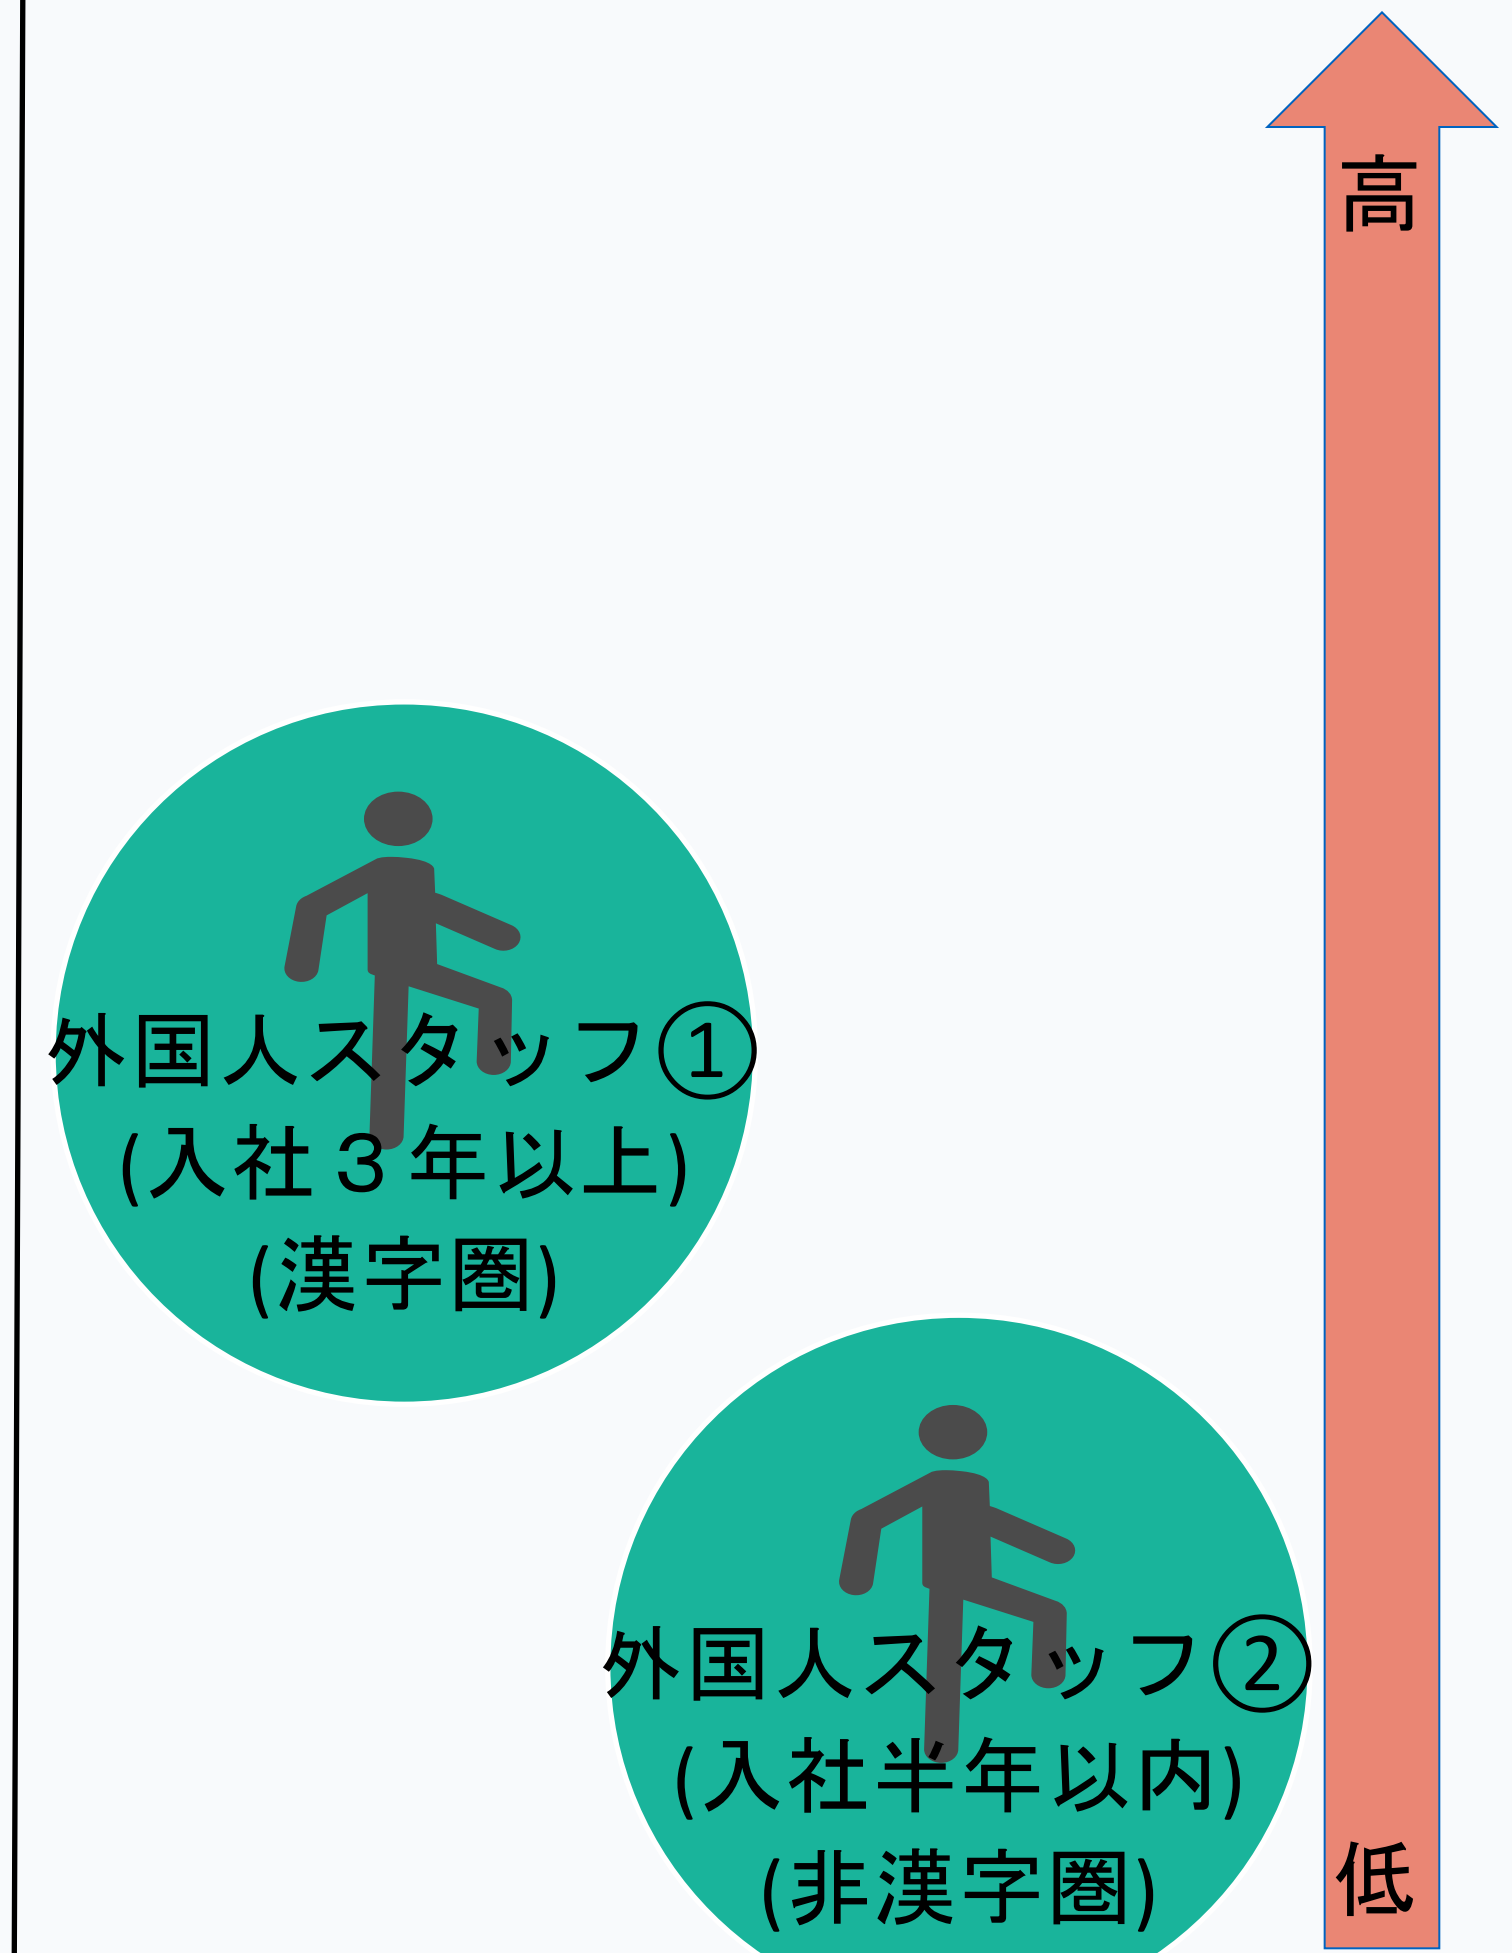 高
外国人スタッフ①
(入社３年以上)
(漢字圏)
外国人スタッフ②
(入社半年以内)
(非漢字圏)
低